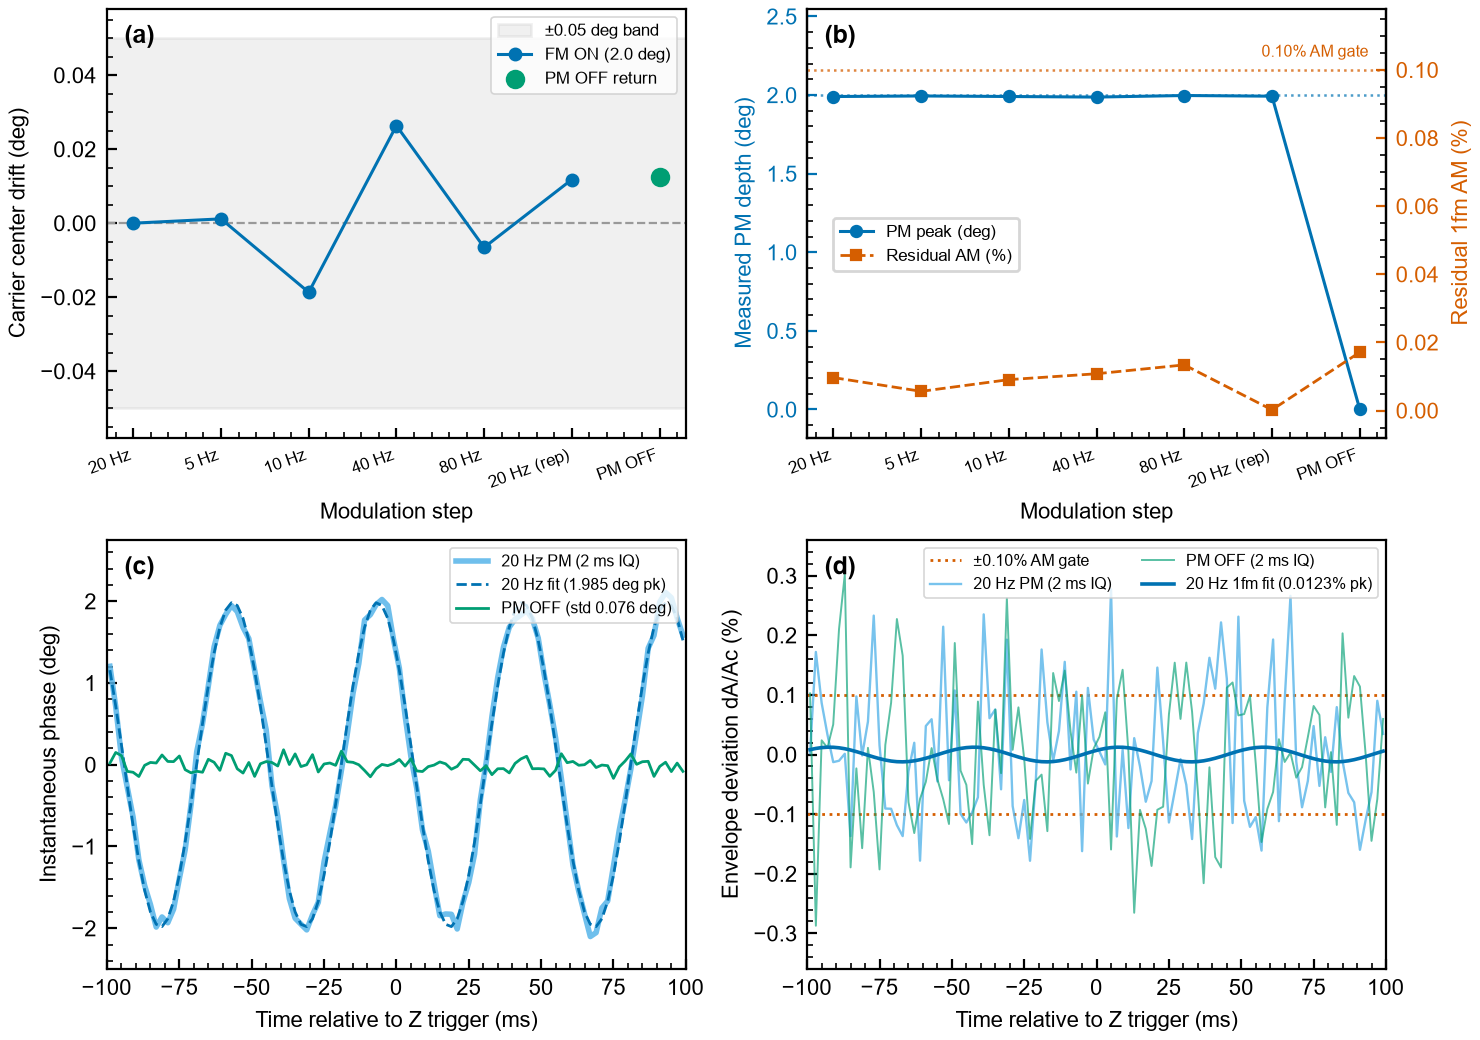 (a)
±0.05 deg band
FM ON (2.0 deg)
PM OFF return
Carrier center drift (deg)
0.04
0.02
0.00
−0.02
−0.04
20 Hz
5 Hz
10 Hz
40 Hz
80 Hz
20 Hz (rep)
PM OFF
Modulation step
(b)
0.10% AM gate
PM peak (deg)
Residual AM (%)
Measured PM depth (deg)
2.5
2.0
1.5
1.0
0.5
0.0
Residual 1fm AM (%)
0.10
0.08
0.06
0.04
0.02
0.00
20 Hz
5 Hz
10 Hz
40 Hz
80 Hz
20 Hz (rep)
PM OFF
Modulation step
(c)
20 Hz PM (2 ms IQ)
20 Hz fit (1.985 deg pk)
PM OFF (std 0.076 deg)
Instantaneous phase (deg)
2
1
0
−1
−2
−100
−75
−50
−25
0
25
50
75
100
Time relative to Z trigger (ms)
(d)
±0.10% AM gate
20 Hz PM (2 ms IQ)
PM OFF (2 ms IQ)
20 Hz 1fm fit (0.0123% pk)
Envelope deviation dA/Ac (%)
0.3
0.2
0.1
0.0
−0.1
−0.2
−0.3
−100
−75
−50
−25
0
25
50
75
100
Time relative to Z trigger (ms)